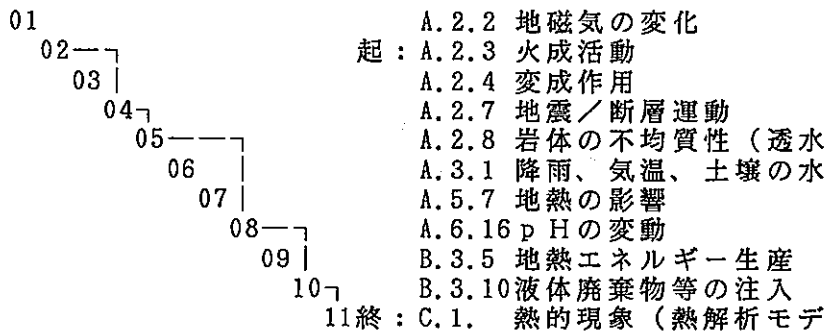 01 A.2.2 地磁気の変化
02 起：A.2.3 火成活動
03 A.2.4 変成作用
04 A.2.7 地震／断層運動
05 A.2.8 岩体の不均質性（透水
06 A.3.1 降雨、気温、土壌の水
07 A.5.7 地熱の影響
08 A.6.16 pＨの変動
09 B.3.5 地熱エネルギー生産
10 B.3.10液体廃棄物等の注入
11終：C.1. 熱的現象（熱解析モデ